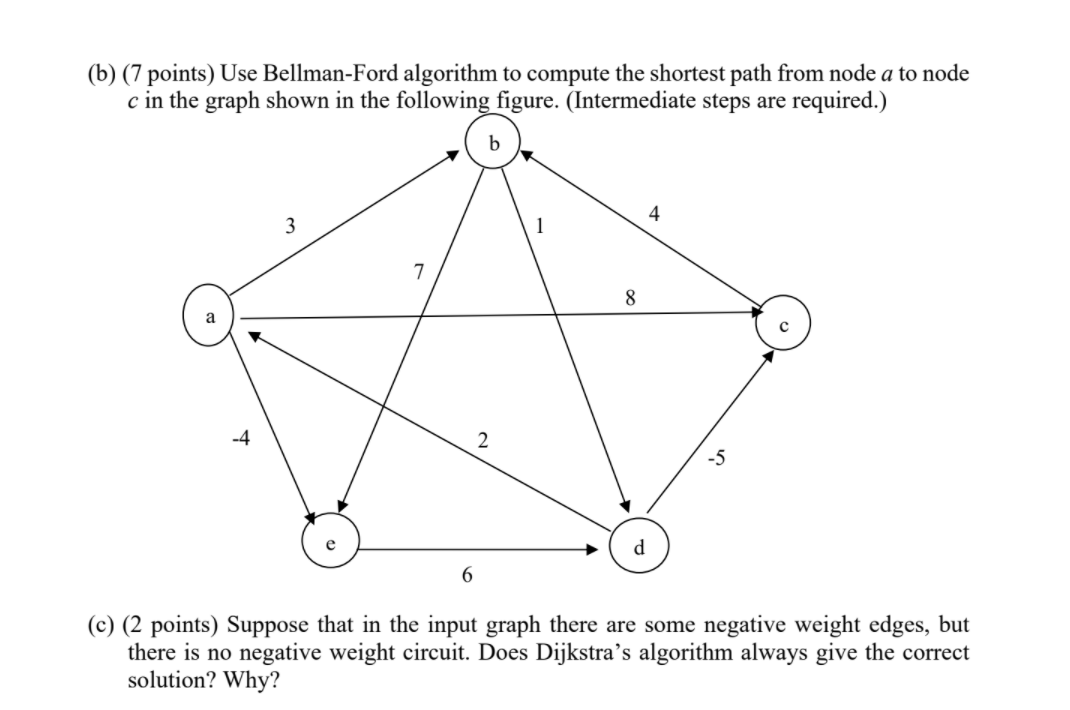 (b) (7 points) Use Bellman-Ford algorithm to compute the shortest path from node a to node
c in the graph shown in the following figure. (Intermediate steps are required.)
b
3
1
4
7
8
a
c
-4
2
-5
e
d
6
(c) (2 points) Suppose that in the input graph there are some negative weight edges, but
there is no negative weight circuit. Does Dijkstra’s algorithm always give the correct
solution? Why?